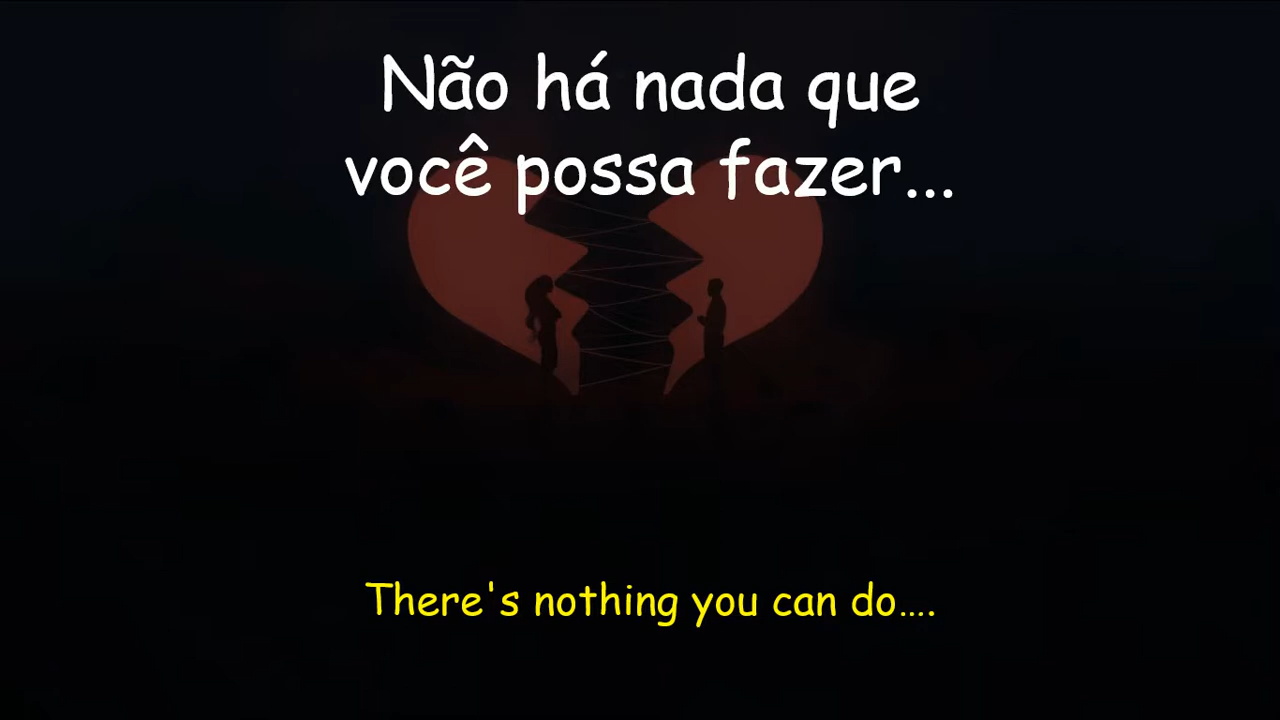 Não há nada que
você possa fazer...
There's nothing you can do....